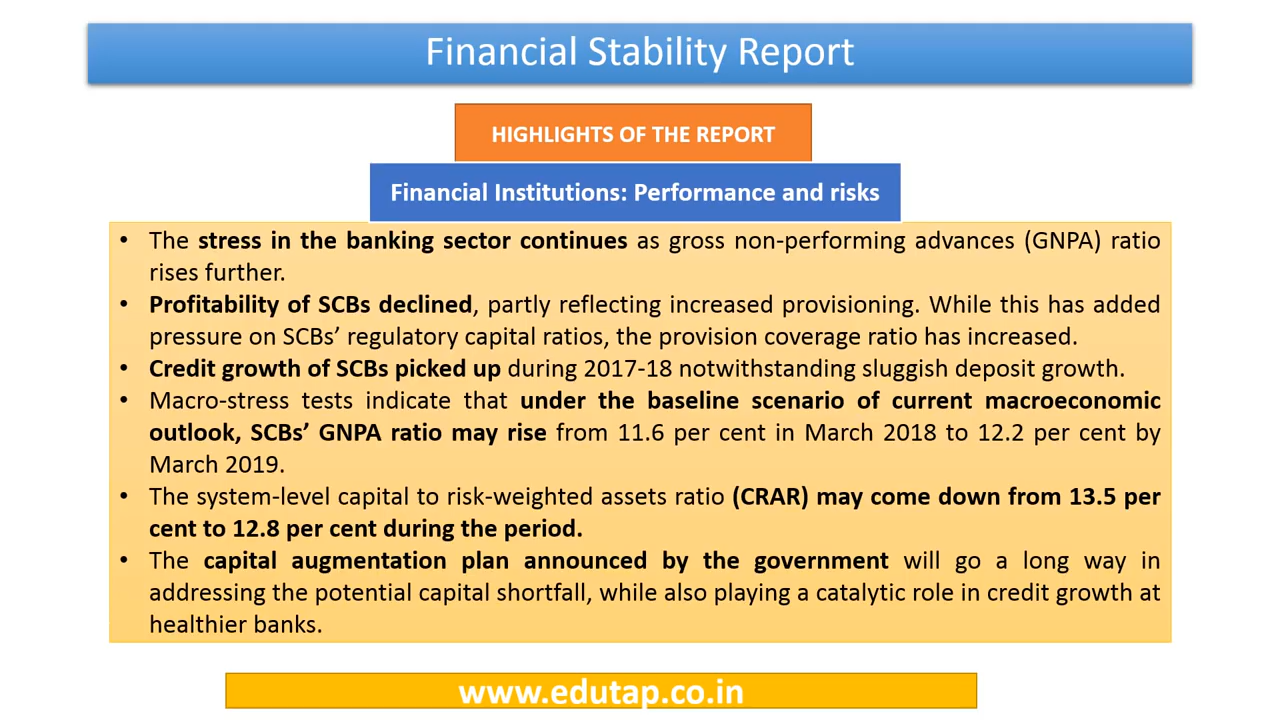 Financial Stability Report
HIGHLIGHTS OF THE REPORT
Financial Institutions: Performance and risks
• The stress in the banking sector continues as gross non-performing advances (GNPA) ratio
rises further.
• Profitability of SCBs declined, partly reflecting increased provisioning. While this has added
pressure on SCBs’ regulatory capital ratios, the provision coverage ratio has increased.
• Credit growth of SCBs picked up during 2017-18 notwithstanding sluggish deposit growth.
• Macro-stress tests indicate that under the baseline scenario of current macroeconomic
outlook, SCBs’ GNPA ratio may rise from 11.6 per cent in March 2018 to 12.2 per cent by
March 2019.
• The system-level capital to risk-weighted assets ratio (CRAR) may come down from 13.5 per
cent to 12.8 per cent during the period.
• The capital augmentation plan announced by the government will go a long way in
addressing the potential capital shortfall, while also playing a catalytic role in credit growth at
healthier banks.
www.edutap.co.in